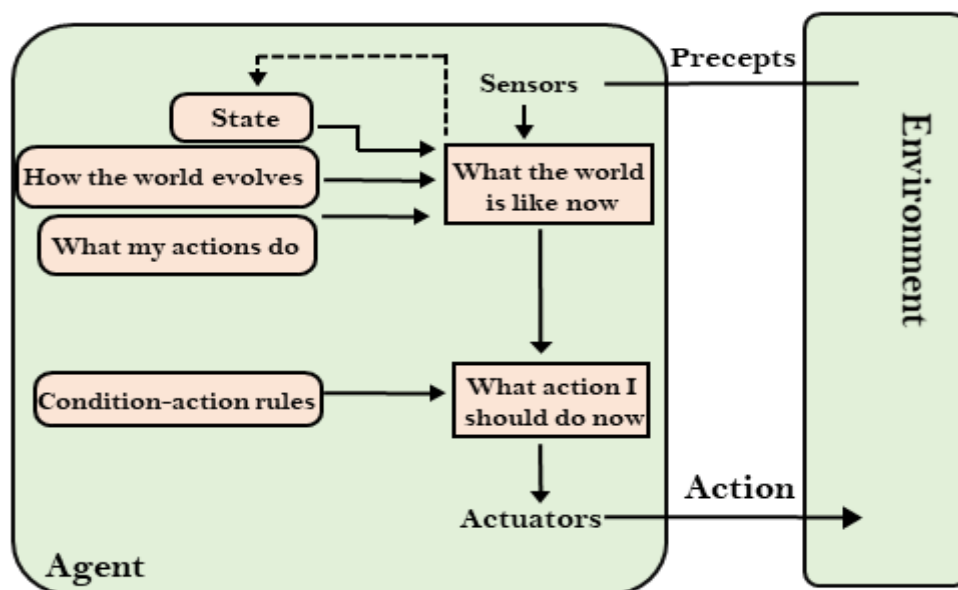 Precepts
Sensors
State
Environment
How the world evolves
What the world
is like now
What my actions do
Condition-action rules
What action I
should do now
Action
Actuators
Agent